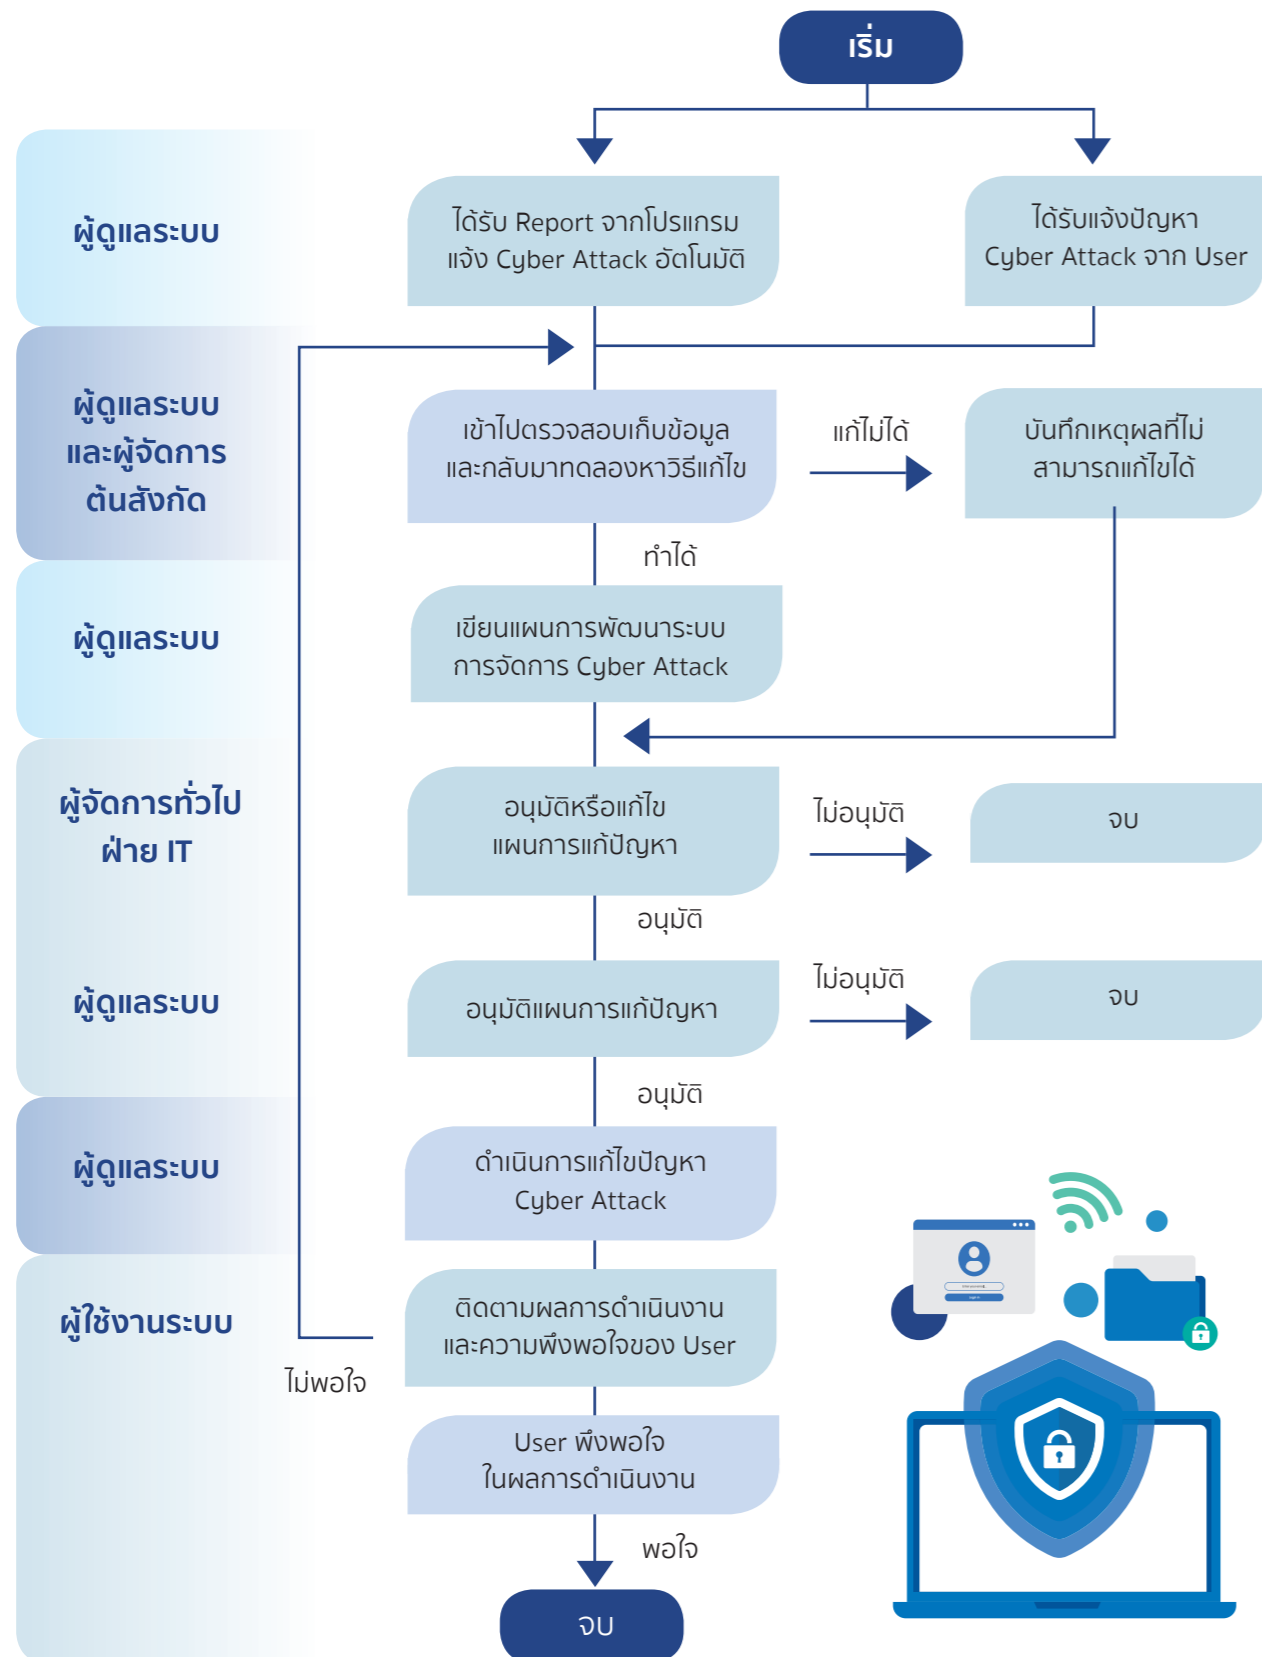 เริ่ม
ผู้ดูแลระบบ
ได้รับ Report จากโปรแกรม
แจ้ง Cyber Attack อัตโนมัติ
ได้รับแจ้งปัญหา
Cyber Attack จาก User
ผู้ดูแลระบบ
และผู้จัดการ
ต้นสังกัด
เข้าไปตรวจสอบเก็บข้อมูล
และกลับมาทดลองหาวิธีแก้ไข
แก้ไม่ได้
บันทึกเหตุผลที่ไม่
สามารถแก้ไขได้
ทำได้
ผู้ดูแลระบบ
เขียนแผนการพัฒนาระบบ
การจัดการ Cyber Attack
ผู้จัดการทั่วไป
ฝ่าย IT
อนุมัติหรือแก้ไข
แผนการแก้ปัญหา
ไม่อนุมัติ
จบ
อนุมัติ
ผู้ดูแลระบบ
อนุมัติแผนการแก้ปัญหา
ไม่อนุมัติ
จบ
อนุมัติ
ผู้ดูแลระบบ
ดำเนินการแก้ไขปัญหา
Cyber Attack
ผู้ใช้งานระบบ
ติดตามผลการดำเนินงาน
และความพึงพอใจของ User
ไม่พอใจ
User พึงพอใจ
ในผลการดำเนินงาน
พอใจ
จบ